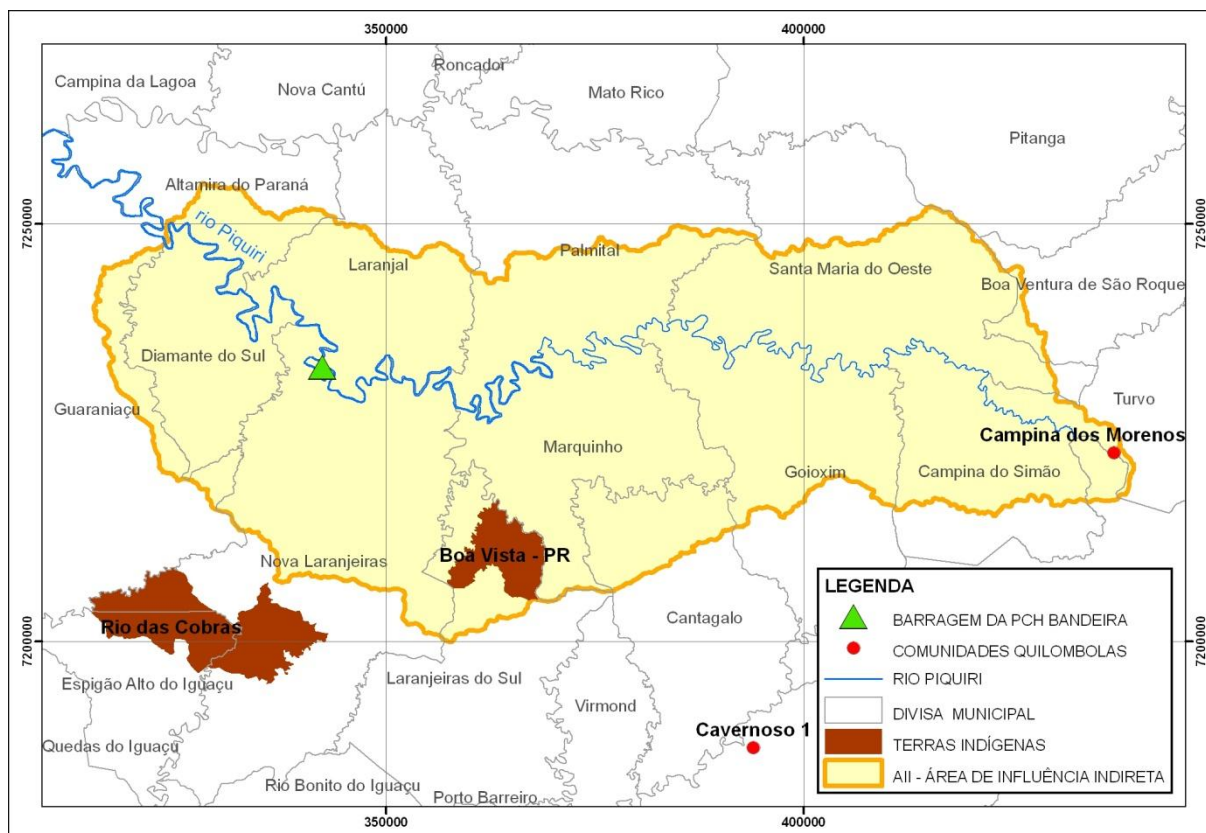 350000
400000
Roncador
Campina da Lagoa
Nova Cantú
Mato Rico
Pitanga
Altamira do Paraná
7250000
7250000
rio Piquiri
Laranjal
Palmital
Santa Maria do Oeste
Boa Ventura de São Roque
Diamante do Sul
Guaraniaçú
Turvo
Campina dos Morenos
Marquinho
Goioxim
Campina do Simão
Nova Laranjeiras
Boa Vista - PR
Rio das Cobras
Cantagalo
7200000
7200000
Espigão Alto do Iguaçú
Laranjeiras do Sul
Virmond
Cavernoso 1
Quedas do Iguaçú
Rio Bonito do Iguaçú
Porto Barreiro
LEGENDA
BARRAGEM DA PCH BANDEIRA
COMUNIDADES QUILOMBOLAS
RIO PIQUIRI
DIVISA MUNICIPAL
TERRAS INDÍGENAS
AII - ÁREA DE INFLUÊNCIA INDIRETA
350000
400000